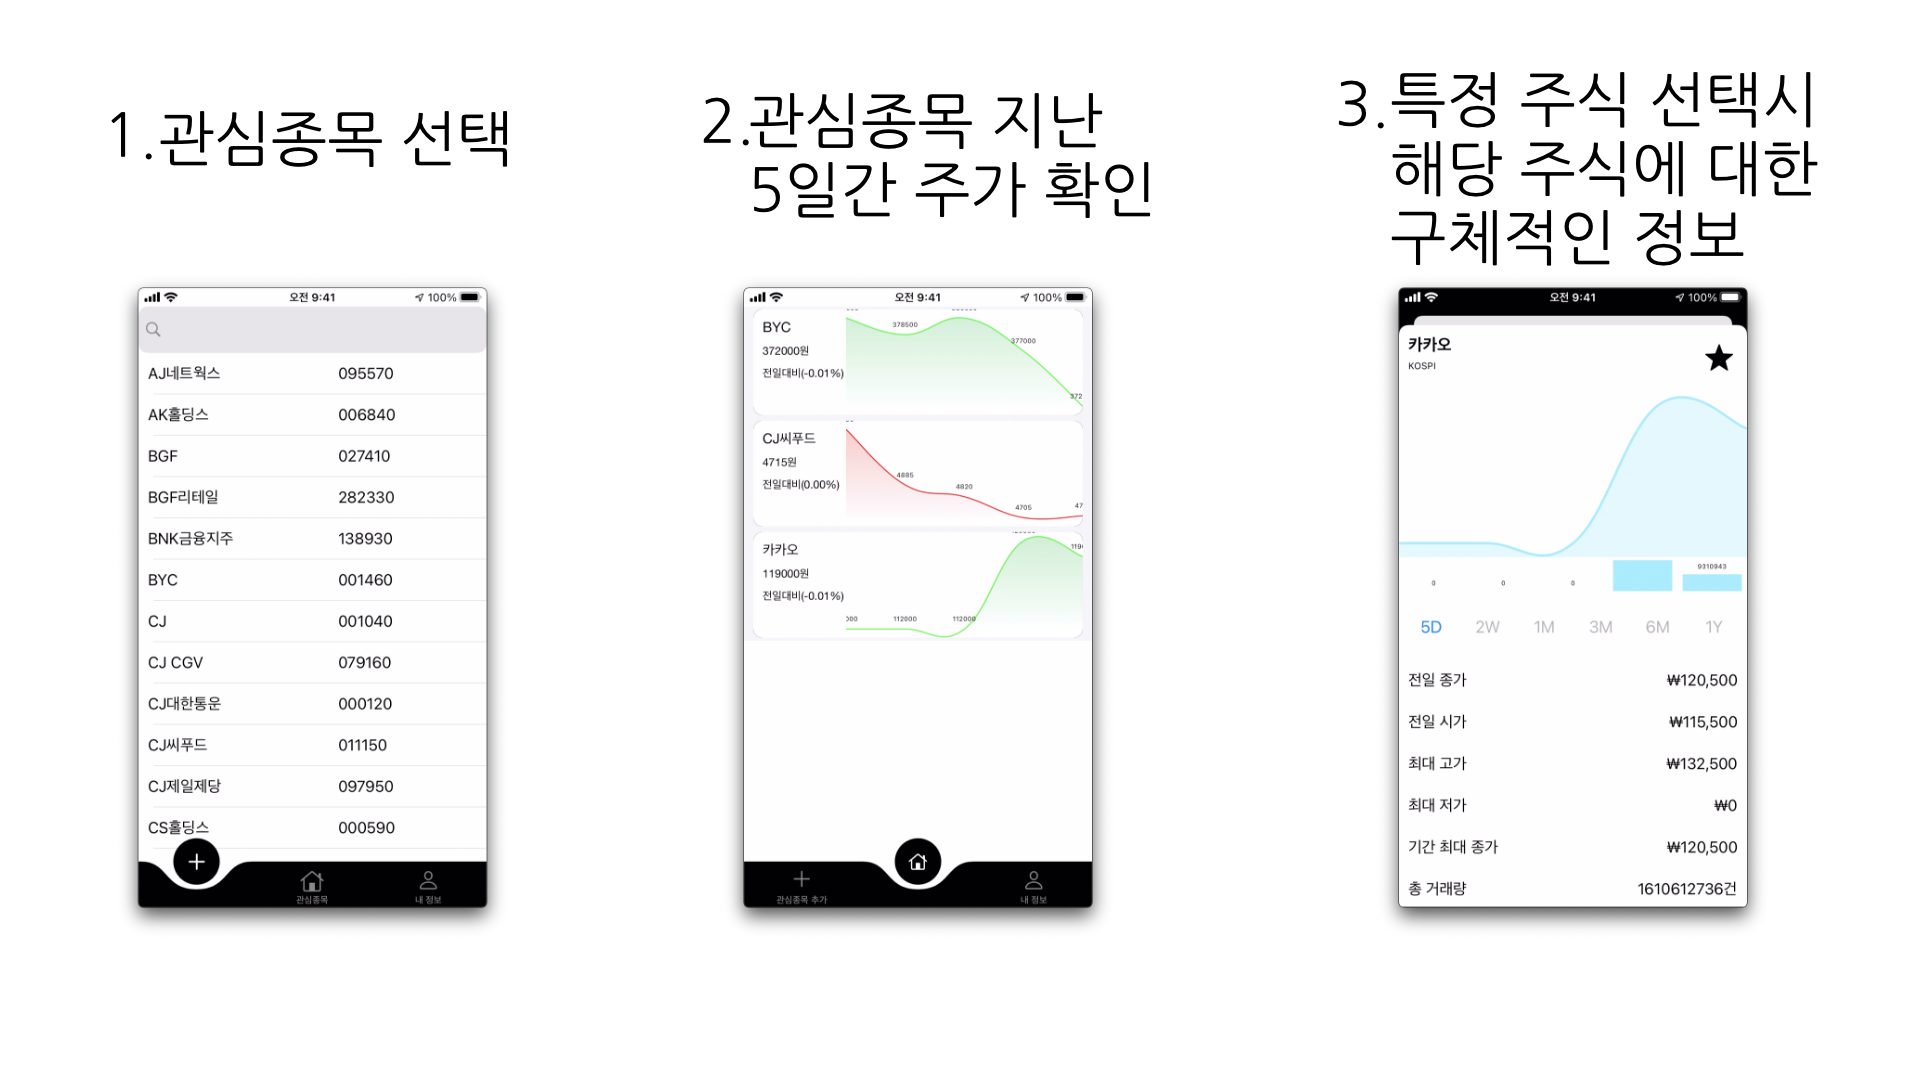 1.관심종목 선택
2.관심종목 지난
5일간 주가 확인
3.특정 주식 선택시
해당 주식에 대한
구체적인 정보
오전 9:41
100%
AJ네트웍스 095570
AK홀딩스 006840
BGF 027410
BGF리테일 282330
BNK금융지주 138930
BYC 001460
CJ 001040
CJ CGV 079160
CJ대한통운 000120
CJ씨푸드 011150
CJ제일제당 097950
CS홀딩스 000590
관심종목
내 정보
오전 9:41
100%
BYC
372000원
전일대비(-0.01%)
378500
377000
372
CJ씨푸드
4715원
전일대비(0.00%)
4885
4820
4705
47
카카오
119000원
전일대비(-0.01%)
000
112000
112000
119
관심종목 추가
내 정보
오전 9:41
100%
카카오
KOSPI
0
0
0
9310943
5D 2W 1M 3M 6M 1Y
전일 종가 ₩120,500
전일 시가 ₩115,500
최대 고가 ₩132,500
최대 저가 ₩0
기간 최대 종가 ₩120,500
총 거래량 1610612736건